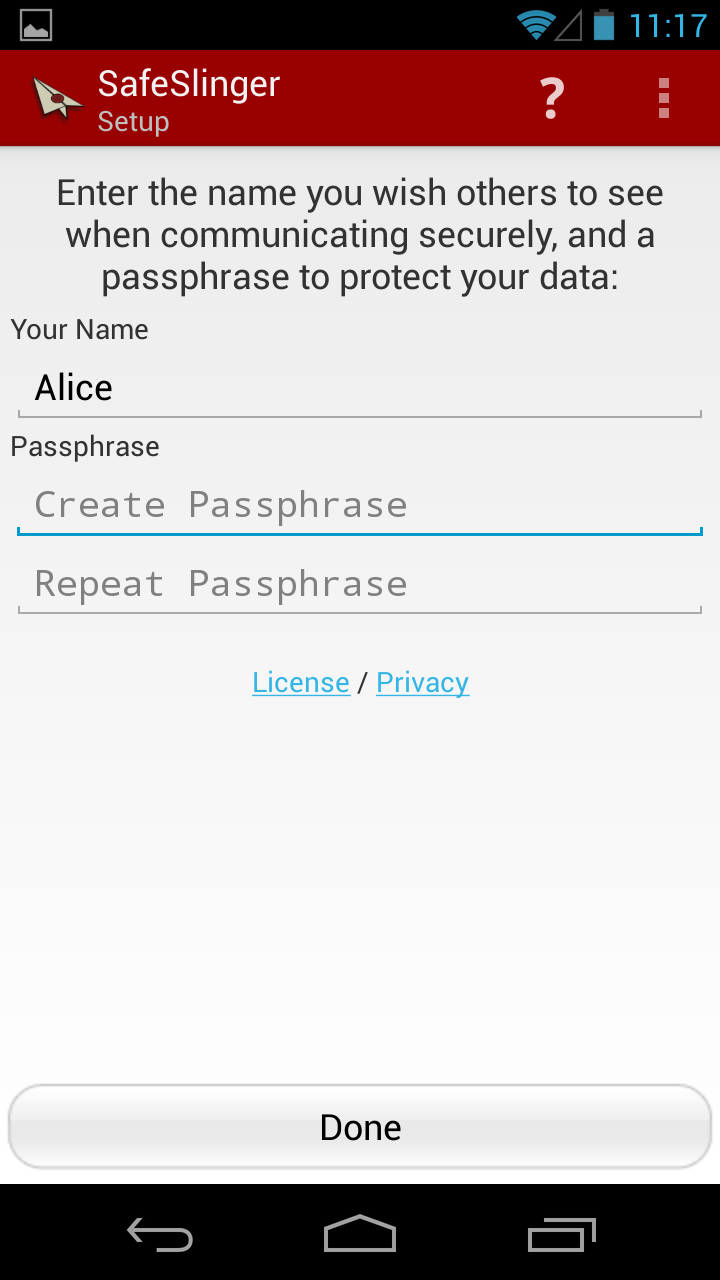 11:17
SafeSlinger
?
Setup
Enter the name you wish others to see
when communicating securely, and a
passphrase to protect your data:
Your Name
Alice
Passphrase
Create Passphrase
Repeat Passphrase
License / Privacy
Done